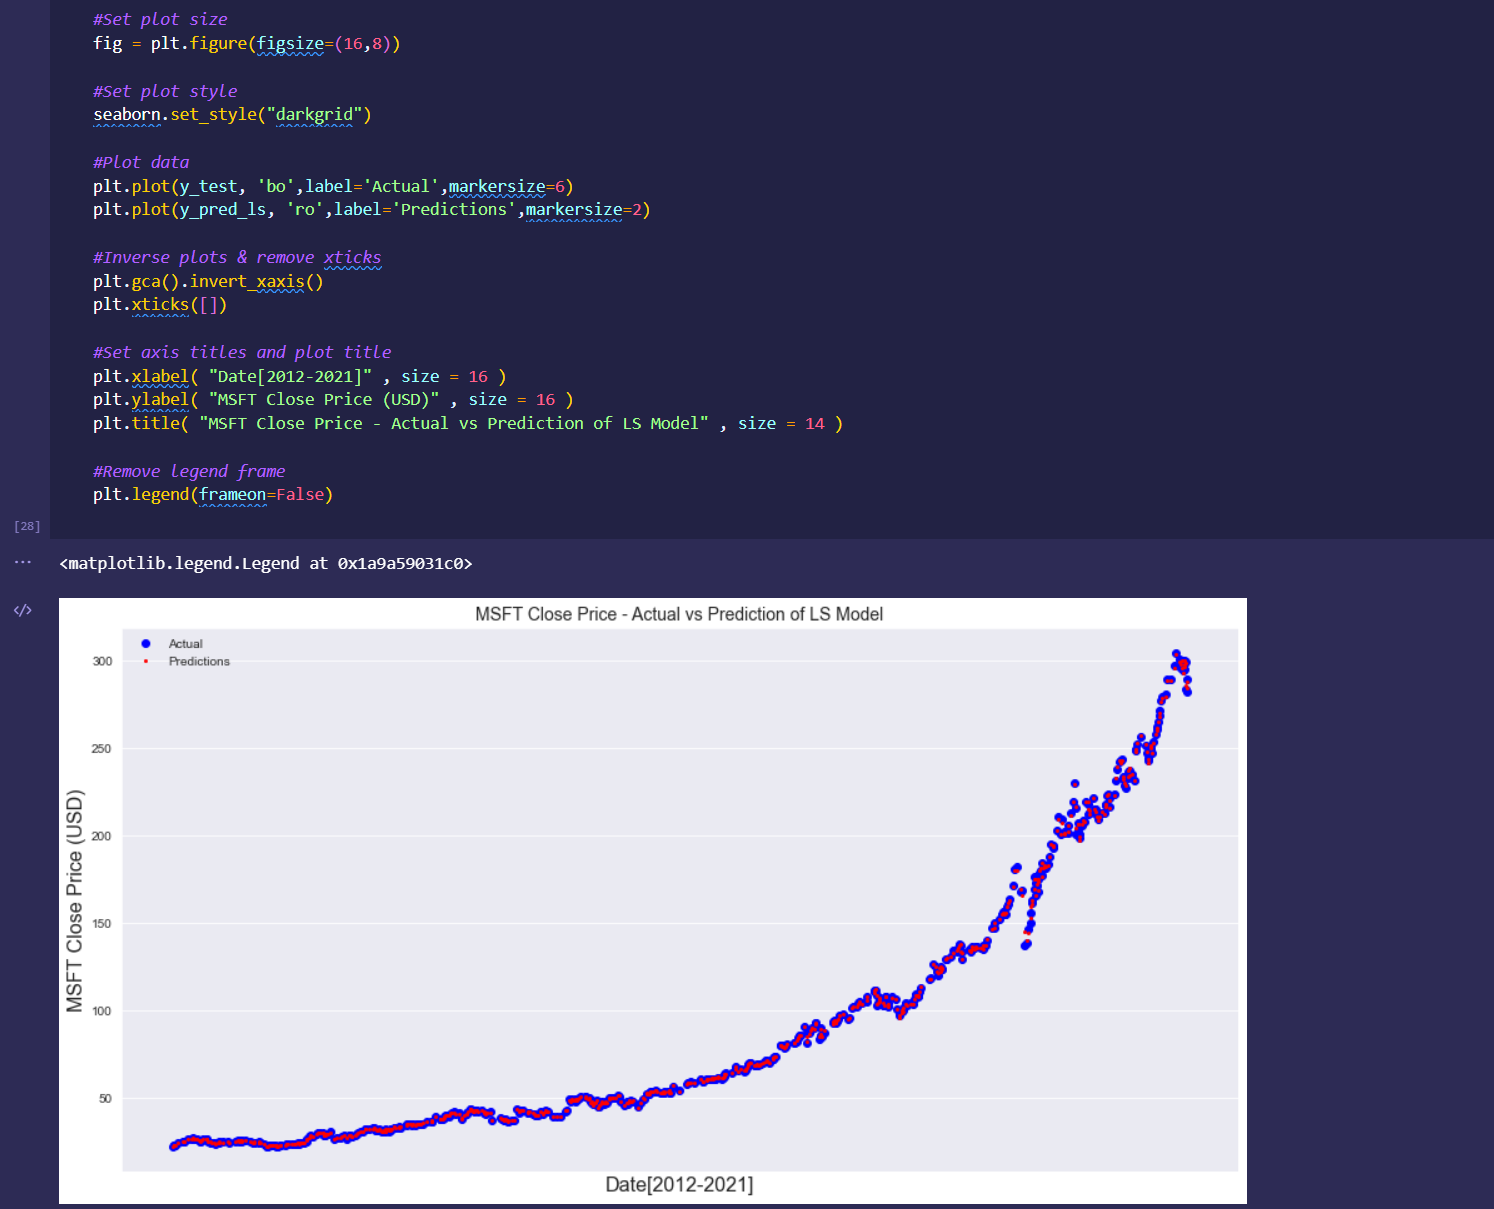 #Set plot size
fig = plt.figure(figsize=(16,8))
#Set plot style
seaborn.set_style("darkgrid")
#Plot data
plt.plot(y_test, 'bo',label='Actual',markersize=6)
plt.plot(y_pred_ls, 'ro',label='Predictions',markersize=2)
#Inverse plots & remove xticks
plt.gca().invert_xaxis()
plt.xticks([])
#Set axis titles and plot title
plt.xlabel( "Date[2012-2021]" , size = 16 )
plt.ylabel( "MSFT Close Price (USD)" , size = 16 )
plt.title( "MSFT Close Price - Actual vs Prediction of LS Model" , size = 14 )
#Remove legend frame
plt.legend(frameon=False)
[28]
... <matplotlib.legend.Legend at 0x1a9a59031c0>
</>
MSFT Close Price - Actual vs Prediction of LS Model
Actual
Predictions
300
250
200
150
100
50
MSFT Close Price (USD)
Date[2012-2021]